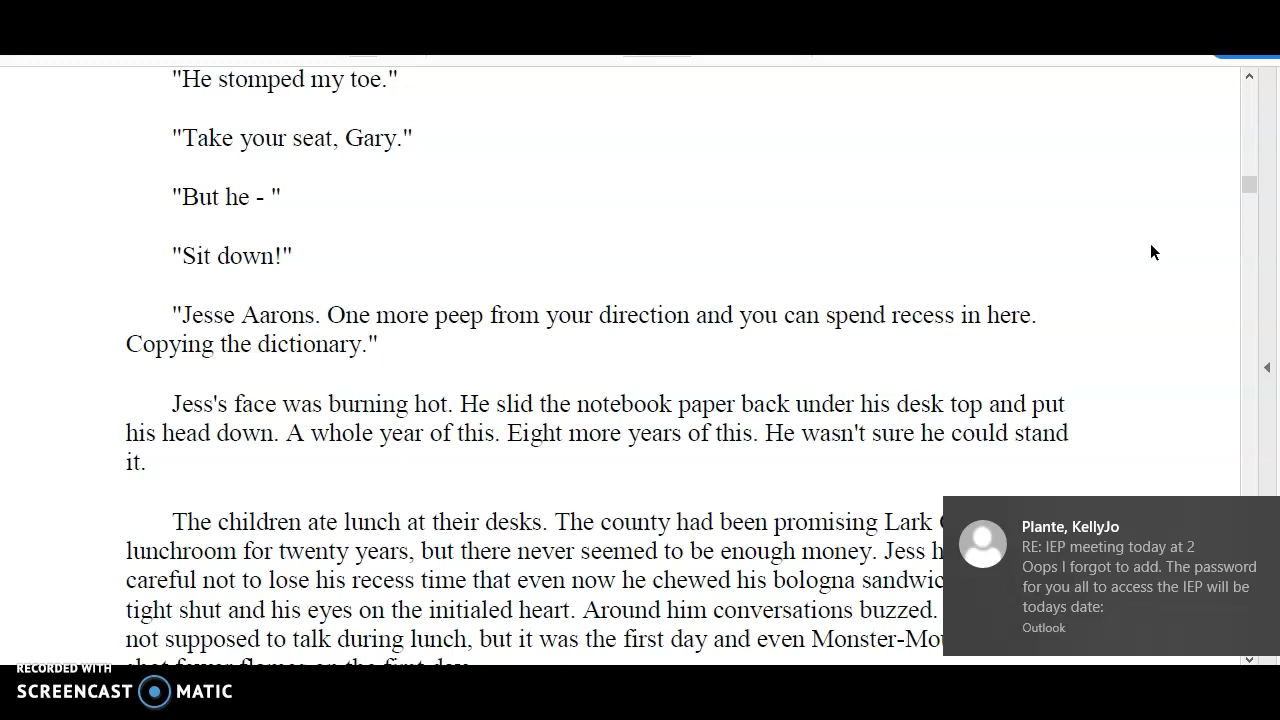 "He stomped my toe."
"Take your seat, Gary."
"But he - "
"Sit down!"
"Jesse Aarons. One more peep from your direction and you can spend recess in here.
Copying the dictionary."
Jess's face was burning hot. He slid the notebook paper back under his desk top and put
his head down. A whole year of this. Eight more years of this. He wasn't sure he could stand
it.
The children ate lunch at their desks. The county had been promising Lark
lunchroom for twenty years, but there never seemed to be enough money. Jess
careful not to lose his recess time that even now he chewed his bologna
tight shut and his eyes on the initialed heart. Around him conversations buzzed.
not supposed to talk during lunch, but it was the first day and even
Plante, KellyJo
RE: IEP meeting today at 2
Oops I forgot to add. The password
for you all to access the IEP will be
todays date:
Outlook
RECORDED WITH
SCREENCAST MATIC